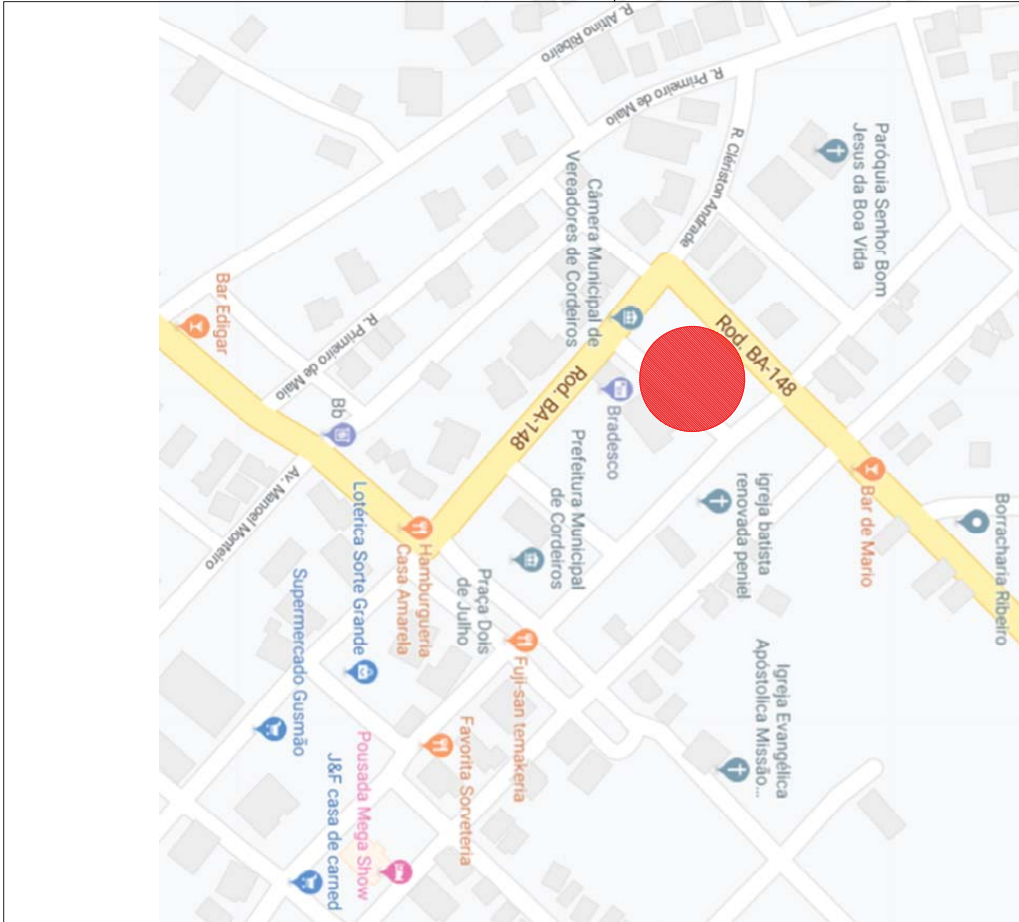 R. Altino Ribeiro
R. Primeiro de Maio
R. Clériston Andrade
Paróquia Senhor Bom
Jesus da Boa Vida
Câmera Municipal de
Vereadores de Cordeiros
Bar Edigar
R. Primeiro de Maio
Bb
Rod. BA-148
Rod. BA-148
Bradesco
Prefeitura Municipal
de Cordeiros
igreja batista
renovada peniel
Bar de Mario
Borracharia Ribeiro
Av. Manoel Monteiro
Lotérica Sorte Grande
Hamburgueria
Casa Amarela
Praça Dois
de Julho
Supermercado Gusmão
Fuji-san temakeria
Igreja Evangélica
Apóstolica Missão...
Favorita Sorveteria
Pousada Mega Show
J&F casa de carned